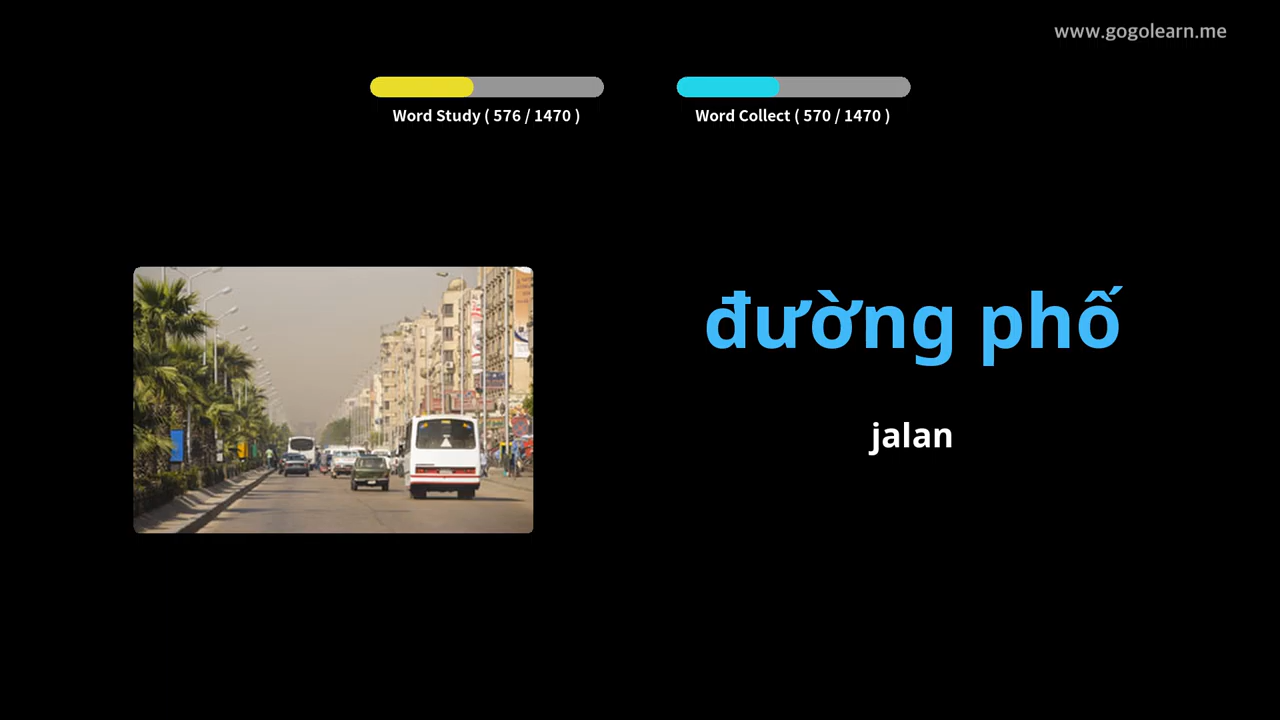 www.gogolearn.me
Word Study ( 576 / 1470 )
Word Collect ( 570 / 1470 )
đường phố
jalan